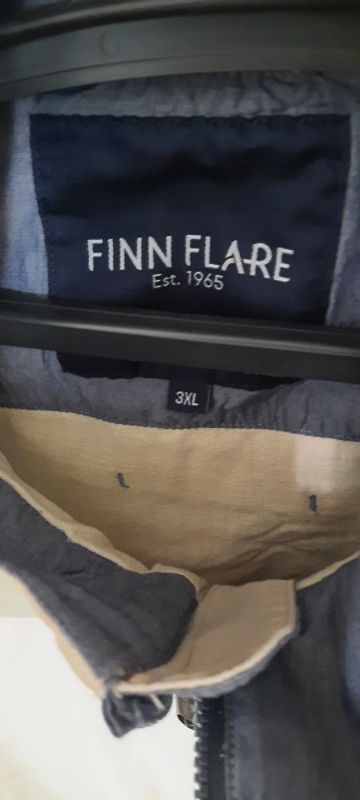 FINN FLARE
Est. 1965
3XL